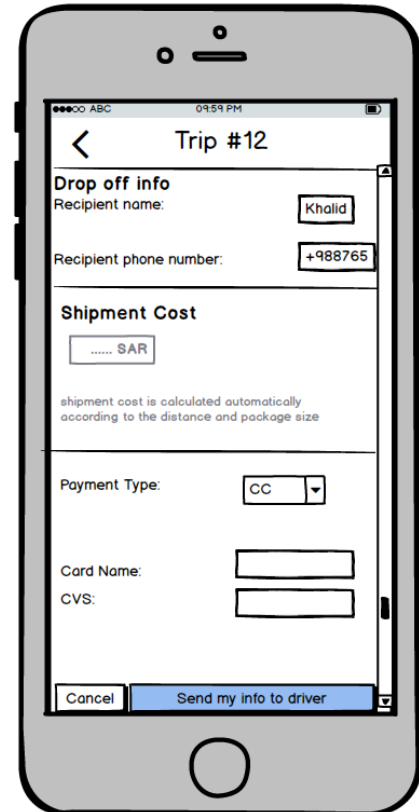 ABC 09:59 PM
Trip #12
Drop off info
Recipient name: Khalid
Recipient phone number: +988765
Shipment Cost
...... SAR
shipment cost is calculated automatically
according to the distance and package size
Payment Type: CC
Card Name:
CVS:
Cancel Send my info to driver